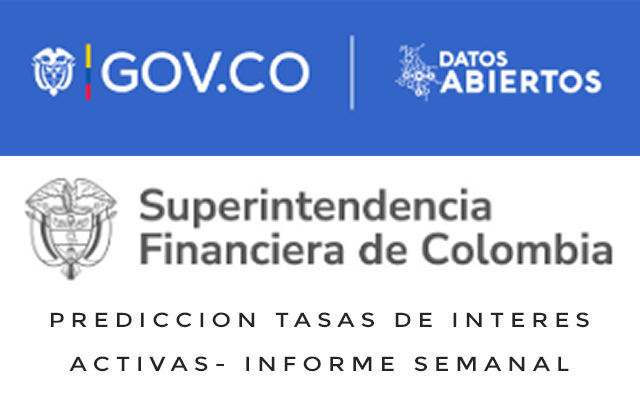 GOV.CO
DATOS
ABIERTOS
Superintendencia
Financiera de Colombia
PREDICCION TASAS DE INTERES
ACTIVAS- INFORME SEMANAL